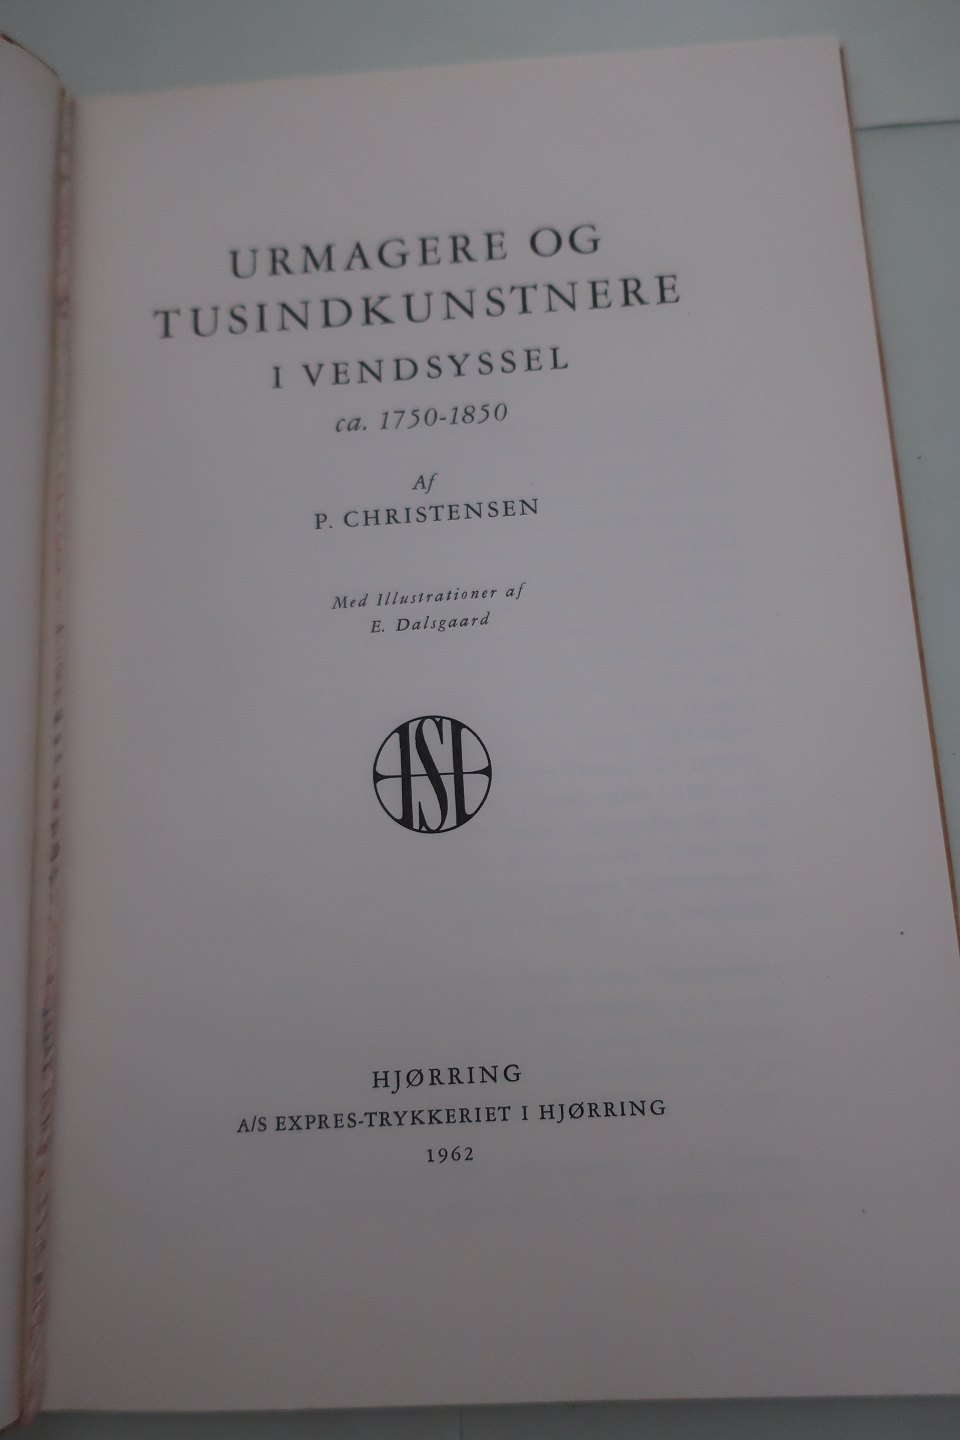 URMAGERE OG
TUSINDKUNSTNERE
I VENDSYSSEL
ca. 1750-1850
Af
P. CHRISTENSEN
Med Illustrationer af
E. Dalsgaard
HJØRRING
A/S EXPRES-TRYKKERIET I HJØRRING
1962